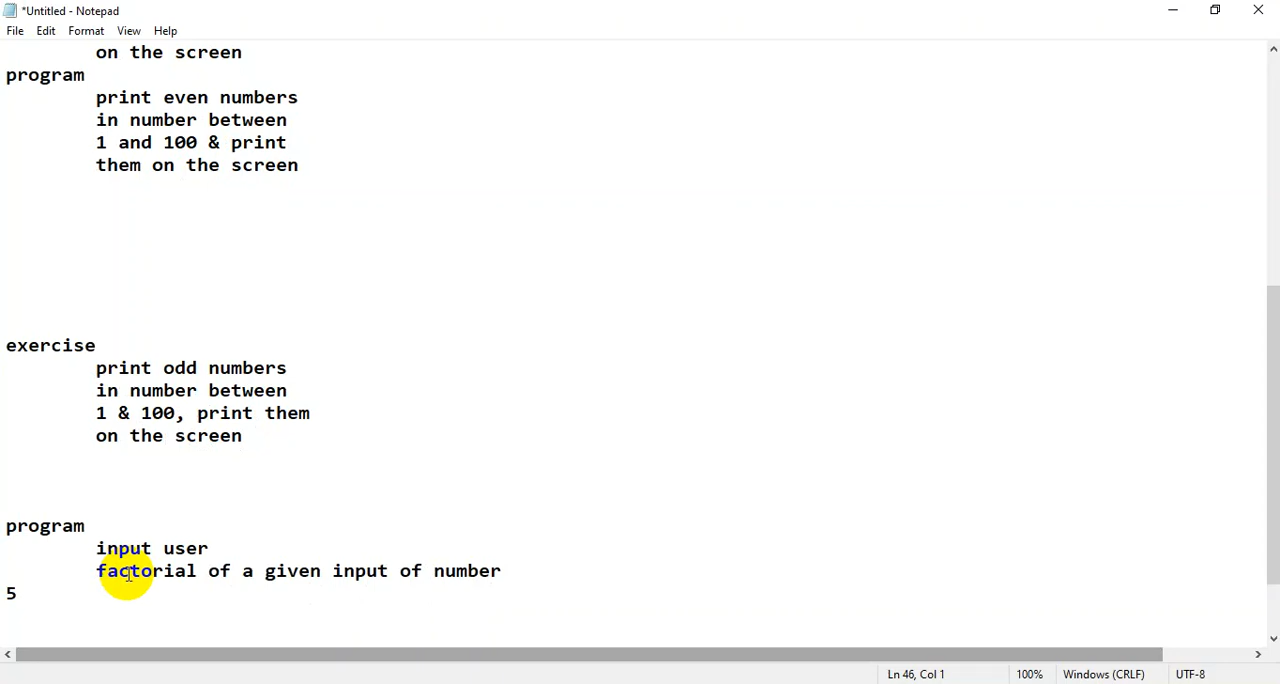 *Untitled - Notepad
File Edit Format View Help
on the screen
program
print even numbers
in number between
1 and 100 & print
them on the screen
exercise
print odd numbers
in number between
1 & 100, print them
on the screen
program
input user
factorial of a given input of number
5
Ln 46, Col 1 100% Windows (CRLF) UTF-8